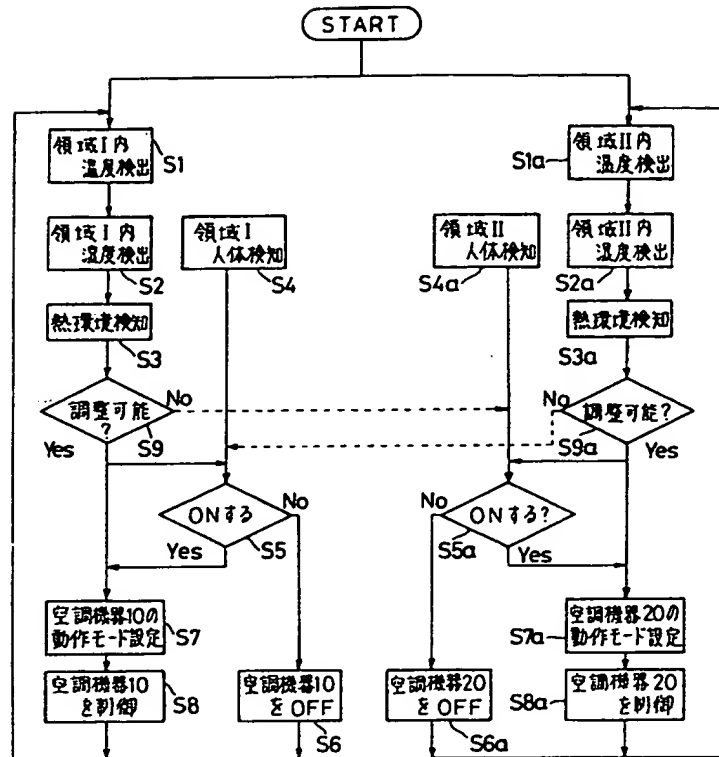 START
領域I内
温度検出
S1
領域II内
温度検出
S1a
領域I内
湿度検出
S2
領域I
人体検知
S4
領域II
人体検知
S4a
領域II内
湿度検出
S2a
熱環境検知
S3
熱環境検知
S3a
調整可能
?
No
Yes
S9
調整可能?
No
S9a
Yes
ONする
No
Yes
S5
ONする?
No
S5a
Yes
空調機器10の
動作モード設定
S7
空調機器20の
動作モード設定
S7a
空調機器10
を制御
S8
空調機器10
をOFF
S6
空調機器20
をOFF
S6a
空調機器20
を制御
S8a